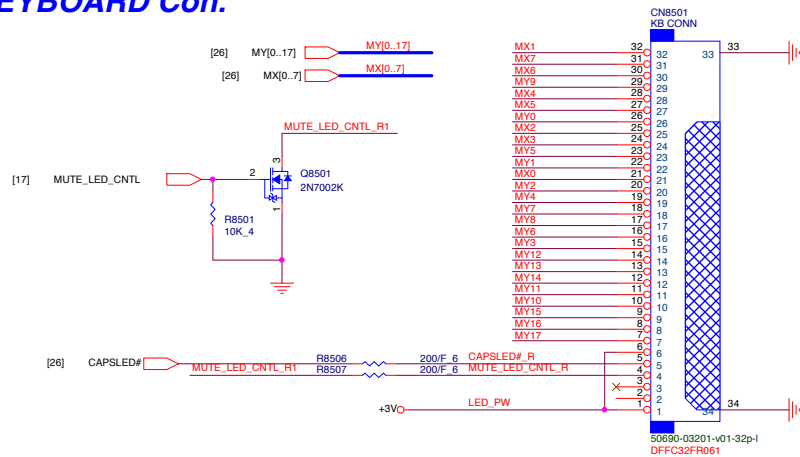 EYBOARD Con.
CN8501
KB CONN
[26] MY[0..17] MY[0..17]
[26] MX[0..7] MX[0..7]
MUTE_LED_CNTL_R1
[17] MUTE_LED_CNTL
2 3 1
Q8501
2N7002K
R8501
10K_4
MX1 32 32 33 33
MX7 31 31
MX6 30 30
MY9 29 29
MX4 28 28
MX5 27 27
MY0 26 26
MX2 25 25
MX3 24 24
MY5 23 23
MY1 22 22
MX0 21 21
MY2 20 20
MY4 19 19
MY7 18 18
MY8 17 17
MY6 16 16
MY3 15 15
MY12 14 14
MY13 13 13
MY14 12 12
MY11 11 11
MY10 10 10
MY15 9 9
MY16 8 8
MY17 7 7
6 6
[26] CAPSLED# R8506 200/F_6 CAPSLED#_R 5 5
MUTE_LED_CNTL_R1 R8507 200/F_6 MUTE_LED_CNTL_R 4 4
3 3
2 2
+3V LED_PW 1 1 34 34
50690-03201-v01-32p-l
DFFC32FR061